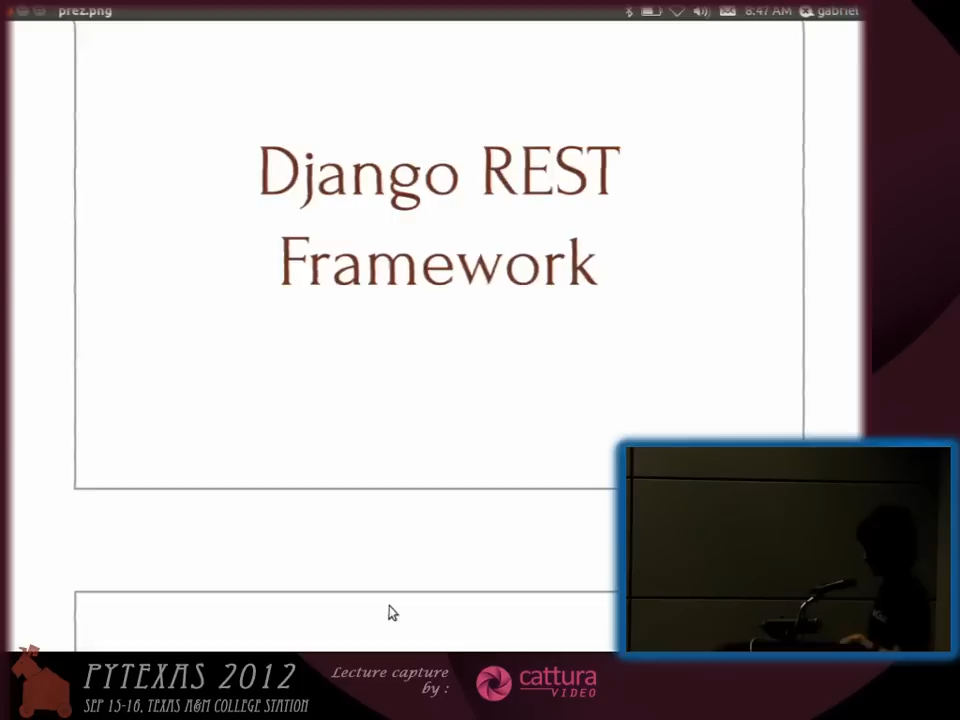 prez.png
8:47 AM gabriel
Django REST
Framework
PYTEXAS 2012
SEP 15-16, TEXAS A&M COLLEGE STATION
Lecture capture
by :
cattura
VIDEO